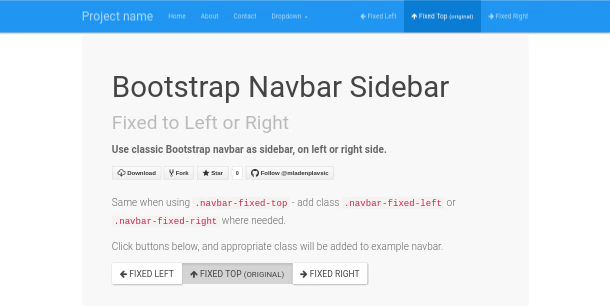 Project name Home About Contact Dropdown Fixed Left Fixed Top (original) Fixed Right
Bootstrap Navbar Sidebar
Fixed to Left or Right
Use classic Bootstrap navbar as sidebar, on left or right side.
Download Fork Star 0 Follow @mladenplavsic
Same when using .navbar-fixed-top - add class .navbar-fixed-left or
.navbar-fixed-right where needed.
Click buttons below, and appropriate class will be added to example navbar.
FIXED LEFT FIXED TOP (ORIGINAL) FIXED RIGHT